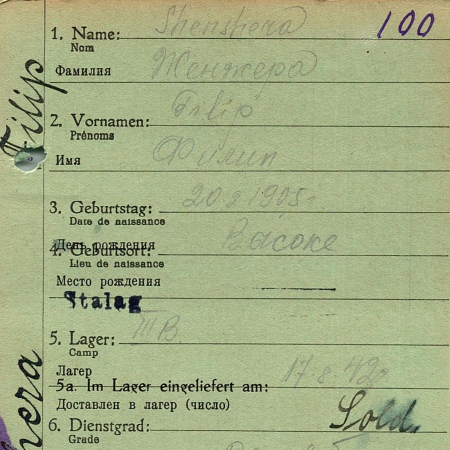 100
1. Name: Shenshera
Nom
Фамилия Женжера
Filip
2. Vornamen: Filip
Prénoms
Имя Филип
3. Geburtstag: 20 2 1905 г
Date de naissance
День рождения
4. Geburtsort: Высоке
Lieu de naissance
Место рождения
Stalag
5. Lager: III B
Camp
Лагер
5a. Im Lager eingeliefert am: 17. 8. 42
Доставлен в лагер (число)
6. Dienstgrad: Sold.
Grade